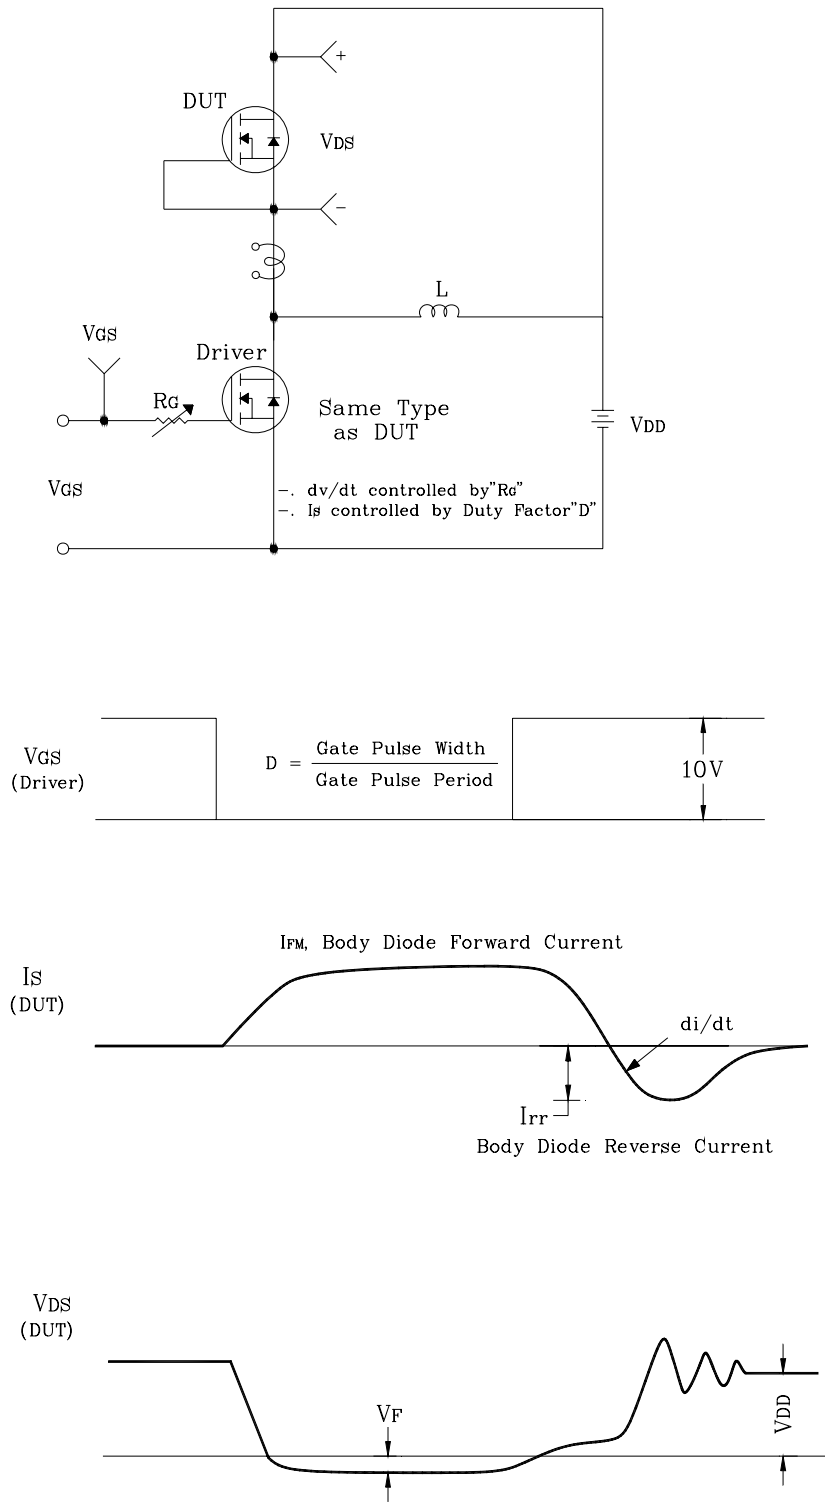 +
DUT
VDS
−
L
VGS
Driver
RG
Same Type
as DUT
VDD
VGS
−. dv/dt controlled by"RG"
−. Is controlled by Duty Factor"D"
VGS
(Driver)
D = Gate Pulse Width
Gate Pulse Period
10V
IFM, Body Diode Forward Current
IS
(DUT)
di/dt
Irr
Body Diode Reverse Current
VDS
(DUT)
VF
VDD